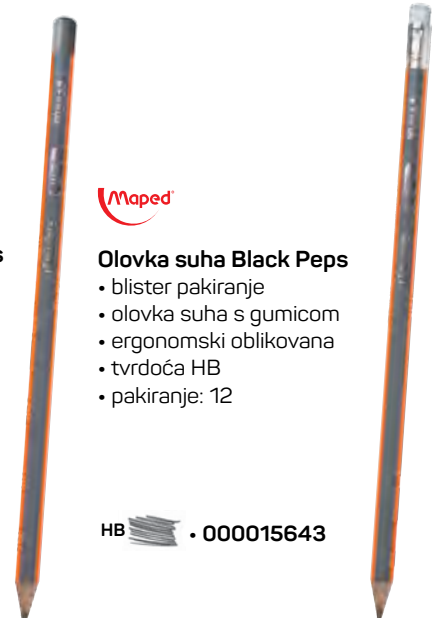 Maped®
s
Olovka suha Black Peps
• blister pakiranje
• olovka suha s gumicom
• ergonomski oblikovana
• tvrdoća HB
• pakiranje: 12
HB • 000015643